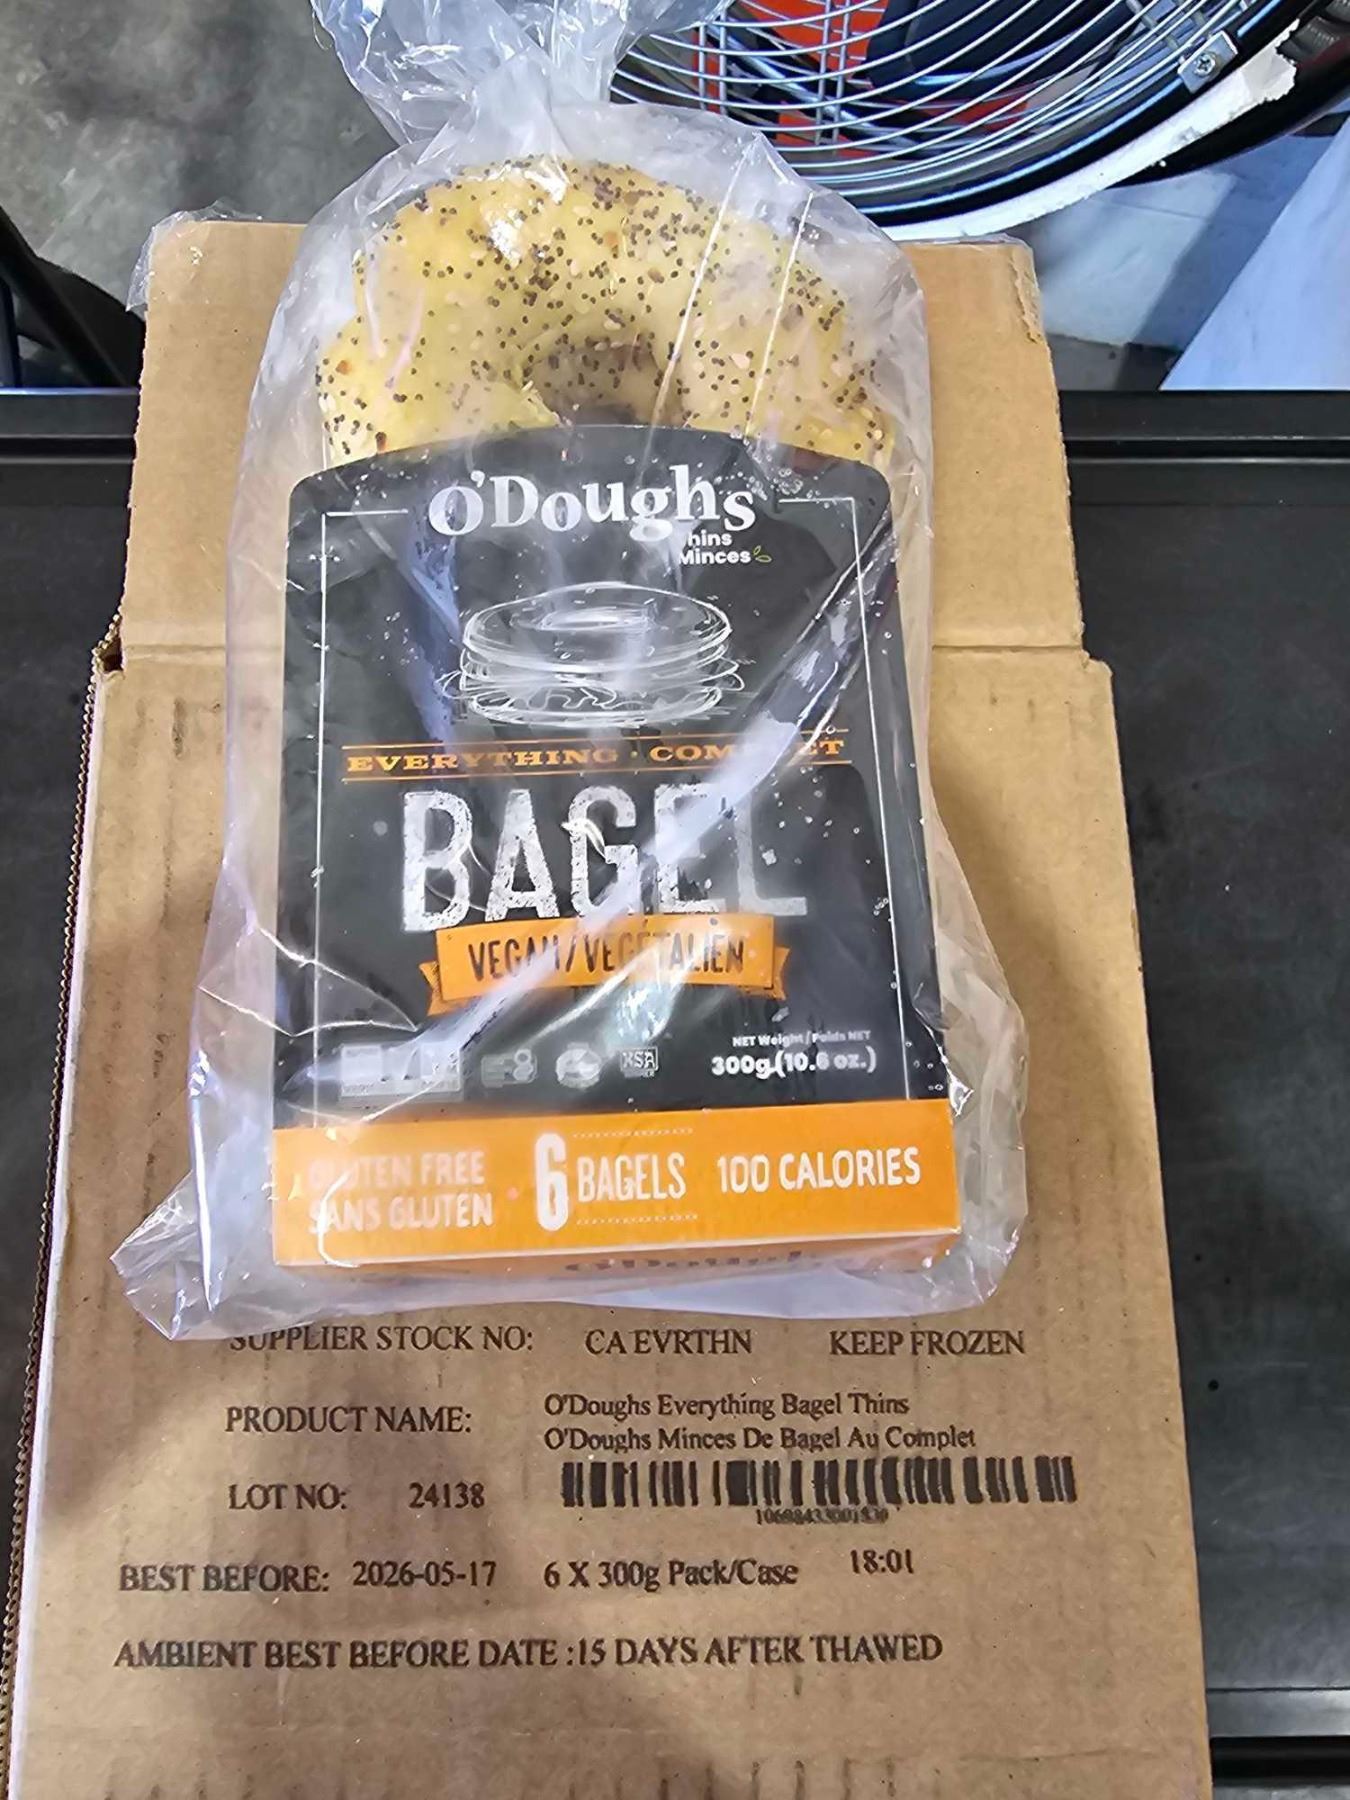 O'Doughs
Thins
Minces
EVERYTHING · COMPLET
BAGEL
VEGAN/VÉGÉTALIEN
NET Weight/Poids NET
300g (10.6 oz.)
GLUTEN FREE
SANS GLUTEN
6 BAGELS
100 CALORIES
SUPPLIER STOCK NO: CA EVRTHN KEEP FROZEN
PRODUCT NAME: O'Doughs Everything Bagel Thins
O'Doughs Minces De Bagel Au Complet
LOT NO: 24138
BEST BEFORE: 2026-05-17 6 X 300g Pack/Case 18:01
AMBIENT BEST BEFORE DATE :15 DAYS AFTER THAWED